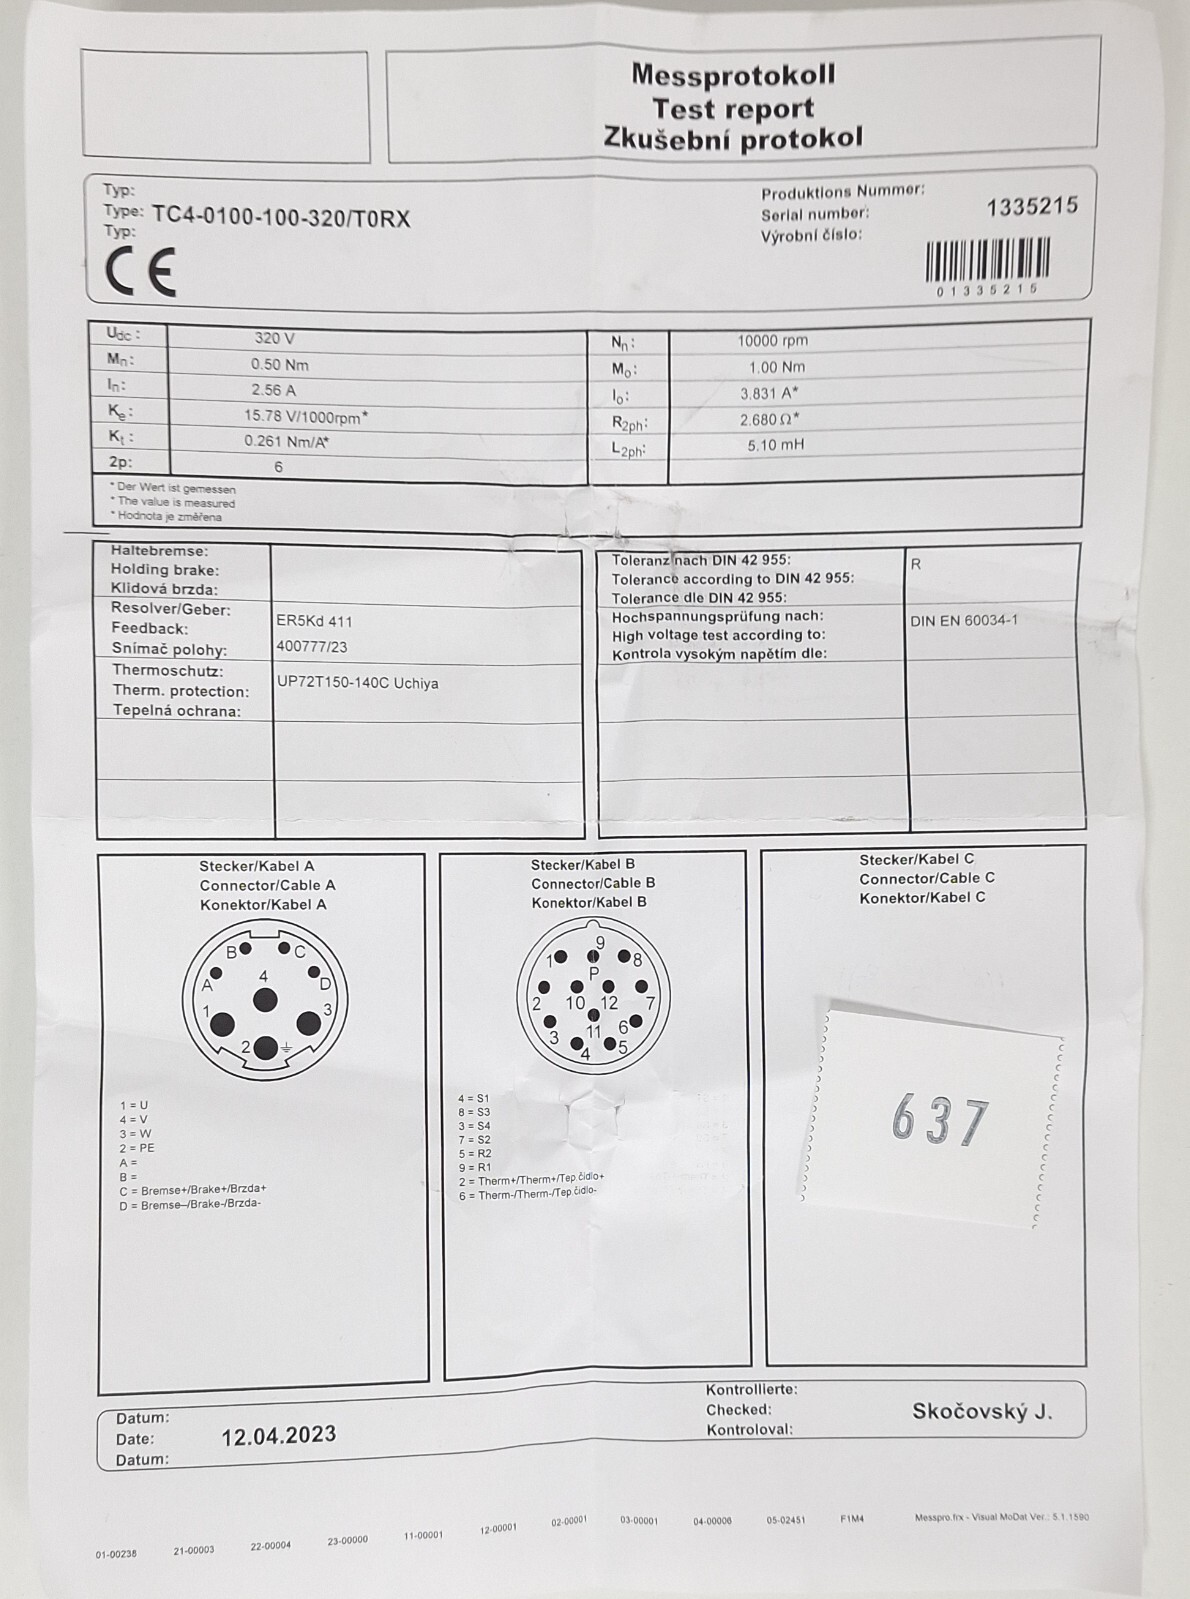 Messprotokoll
Test report
Zkušební protokol
Typ:
Type: TC4-0100-100-320/T0RX
Typ:
CE
Produktions Nummer:
Serial number: 1335215
Výrobní číslo:
01335215
Udc: 320 V
Mn: 0.50 Nm
In: 2.56 A
Ke: 15.78 V/1000rpm*
Kt: 0.261 Nm/A*
2p: 6
Nn: 10000 rpm
Mo: 1.00 Nm
Io: 3.831 A*
R2ph: 2.680 Ω*
L2ph: 5.10 mH
* Der Wert ist gemessen
* The value is measured
* Hodnota je změřena
Haltebremse:
Holding brake:
Klidová brzda:
Resolver/Geber:
Feedback:
Snímač polohy:
ER5Kd 411
400777/23
Thermoschutz:
Therm. protection:
Tepelná ochrana:
UP72T150-140C Uchiya
Toleranz nach DIN 42 955:
Tolerance according to DIN 42 955:
Tolerance dle DIN 42 955:
R
Hochspannungsprüfung nach:
High voltage test according to:
Kontrola vysokým napětím dle:
DIN EN 60034-1
Stecker/Kabel A
Connector/Cable A
Konektor/Kabel A
B C
A 4 D
1 3
2
1 = U
4 = V
3 = W
2 = PE
A =
B =
C = Bremse+/Brake+/Brzda+
D = Bremse-/Brake-/Brzda-
Stecker/Kabel B
Connector/Cable B
Konektor/Kabel B
9
1 8
P
2 10 12 7
3 11 6
4 5
4 = S1
8 = S3
3 = S4
7 = S2
5 = R2
9 = R1
2 = Therm+/Therm+/Tep.čidlo+
6 = Therm-/Therm-/Tep.čidlo-
Stecker/Kabel C
Connector/Cable C
Konektor/Kabel C
637
Datum:
Date: 12.04.2023
Datum:
Kontrollierte:
Checked: Skočovský J.
Kontroloval:
01-00238 21-00003 22-00004 23-00000 11-00001 12-00001 02-00001 03-00001 04-00006 05-02451 F1M4 Messpro.frx - Visual MoDat Ver.: 5.1.1590